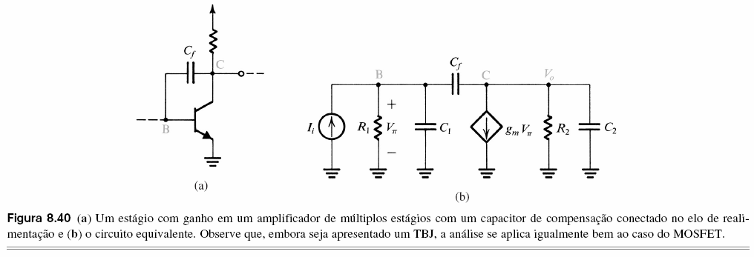 C_f
C
B
(a)
B
C_f
C
V_o
I_i
R_1
+
V_π
−
C_1
g_m V_π
R_2
C_2
(b)
Figura 8.40 (a) Um estágio com ganho em um amplificador de múltiplos estágios com um capacitor de compensação conectado no elo de reali-
mentação e (b) o circuito equivalente. Observe que, embora seja apresentado um TBJ, a análise se aplica igualmente bem ao caso do MOSFET.